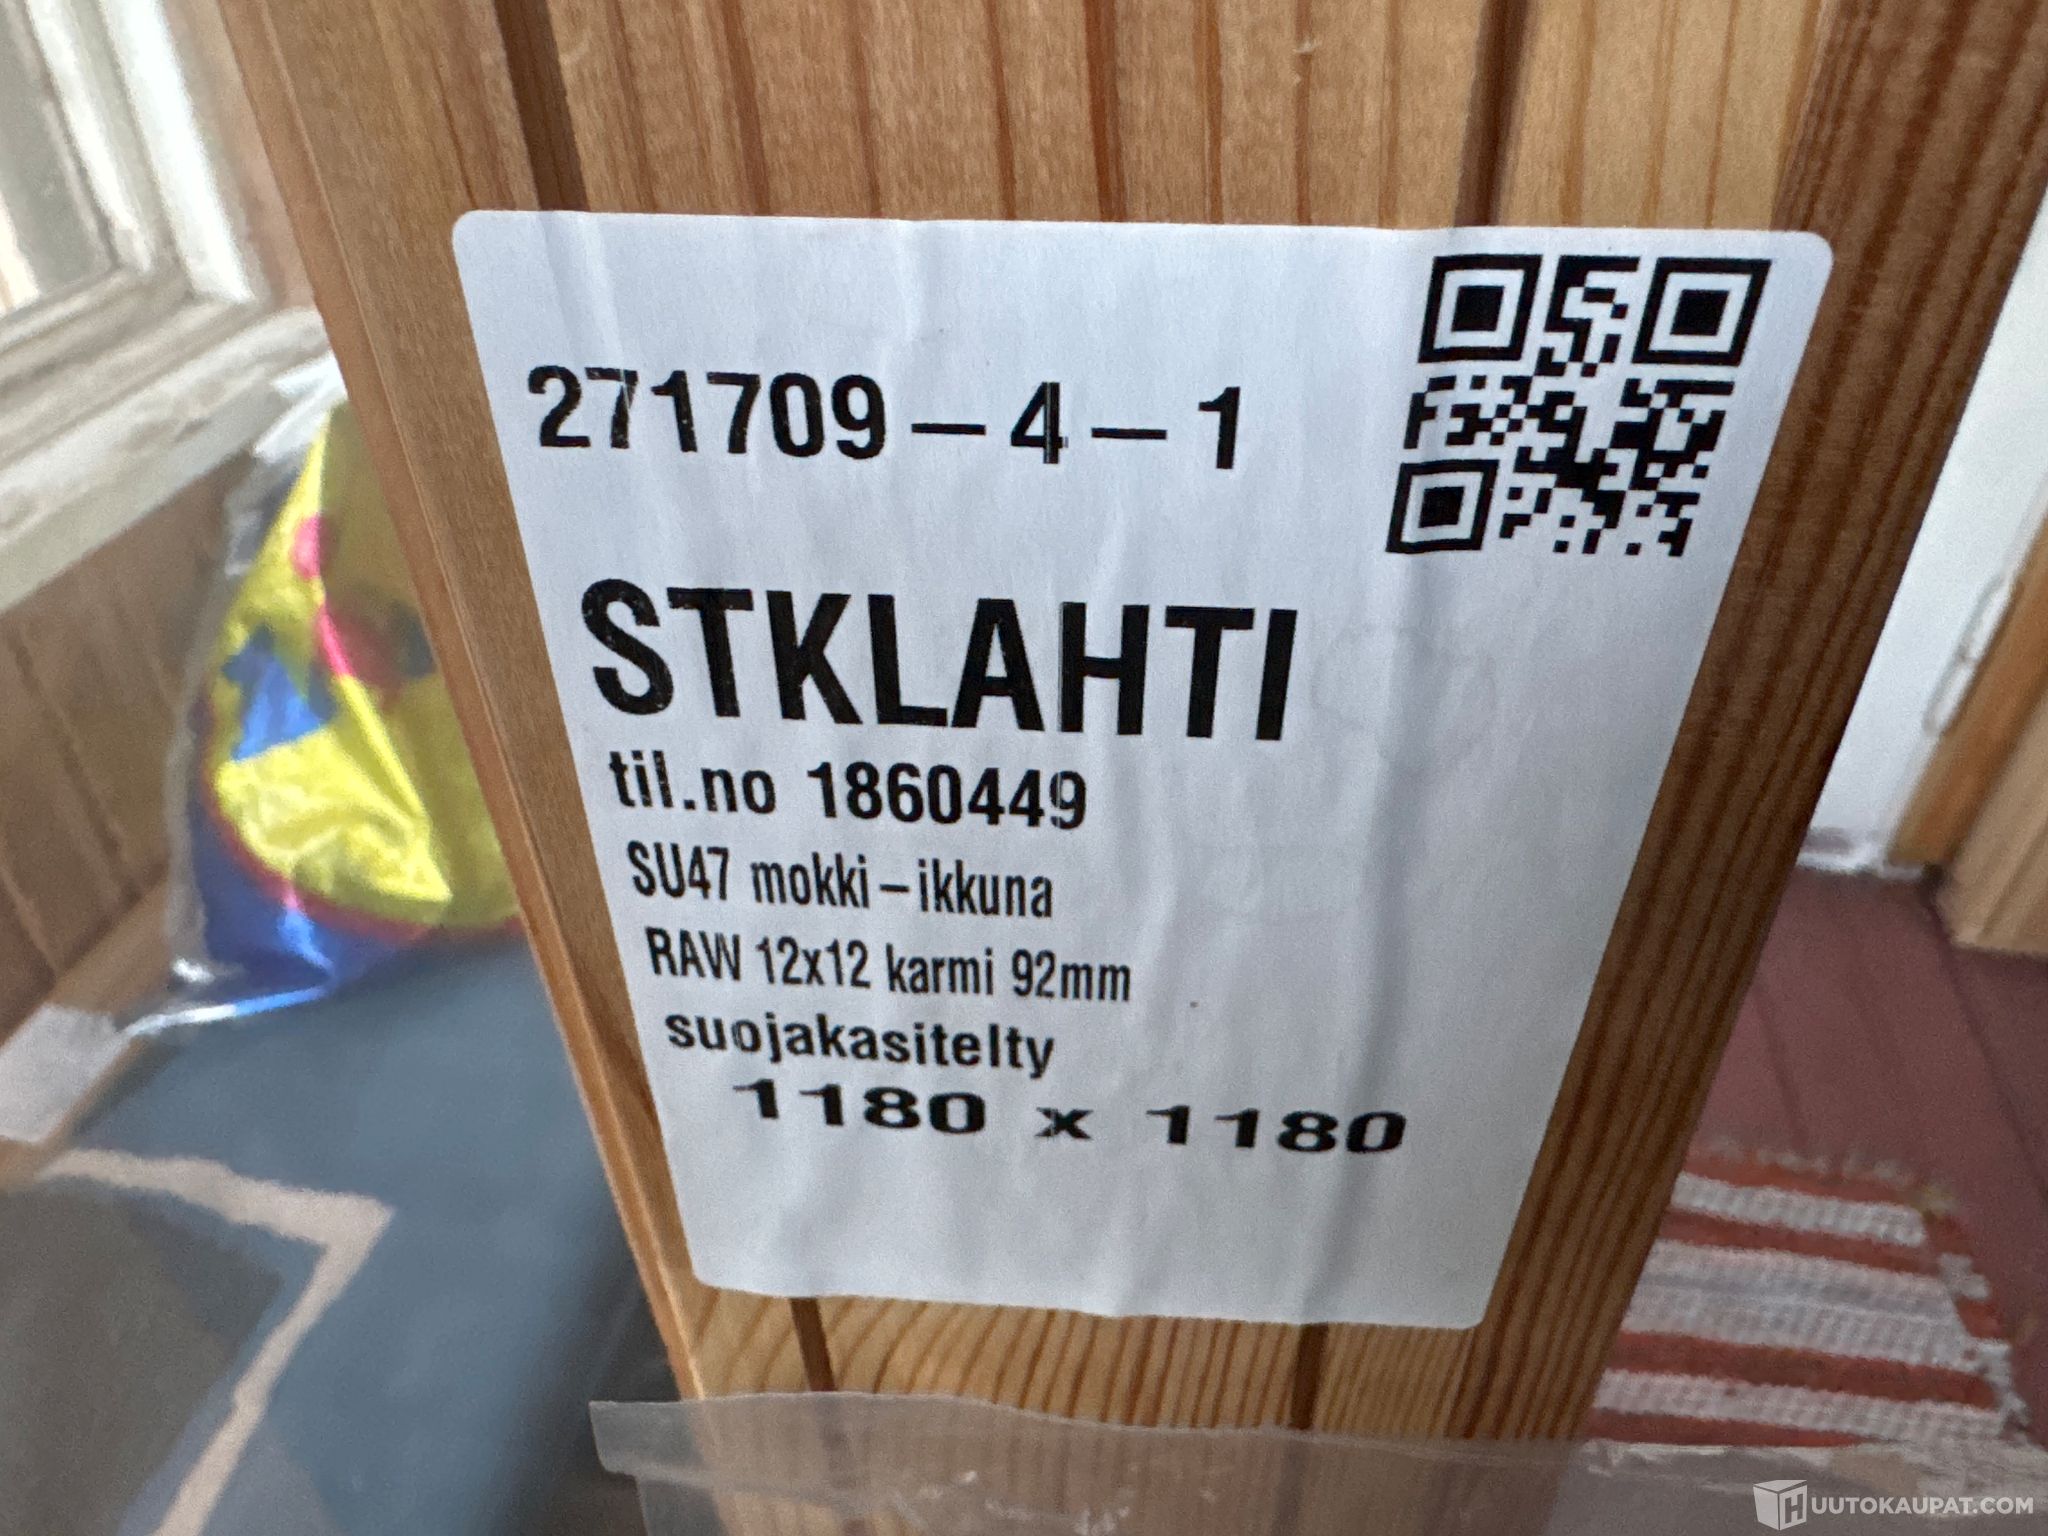 271709-4-1
STKLAHTI
til.no 1860449
SU47 mokki-ikkuna
RAW 12x12 karmi 92mm
suojakasitelty
1180 x 1180
HUUTOKAUPAT.COM